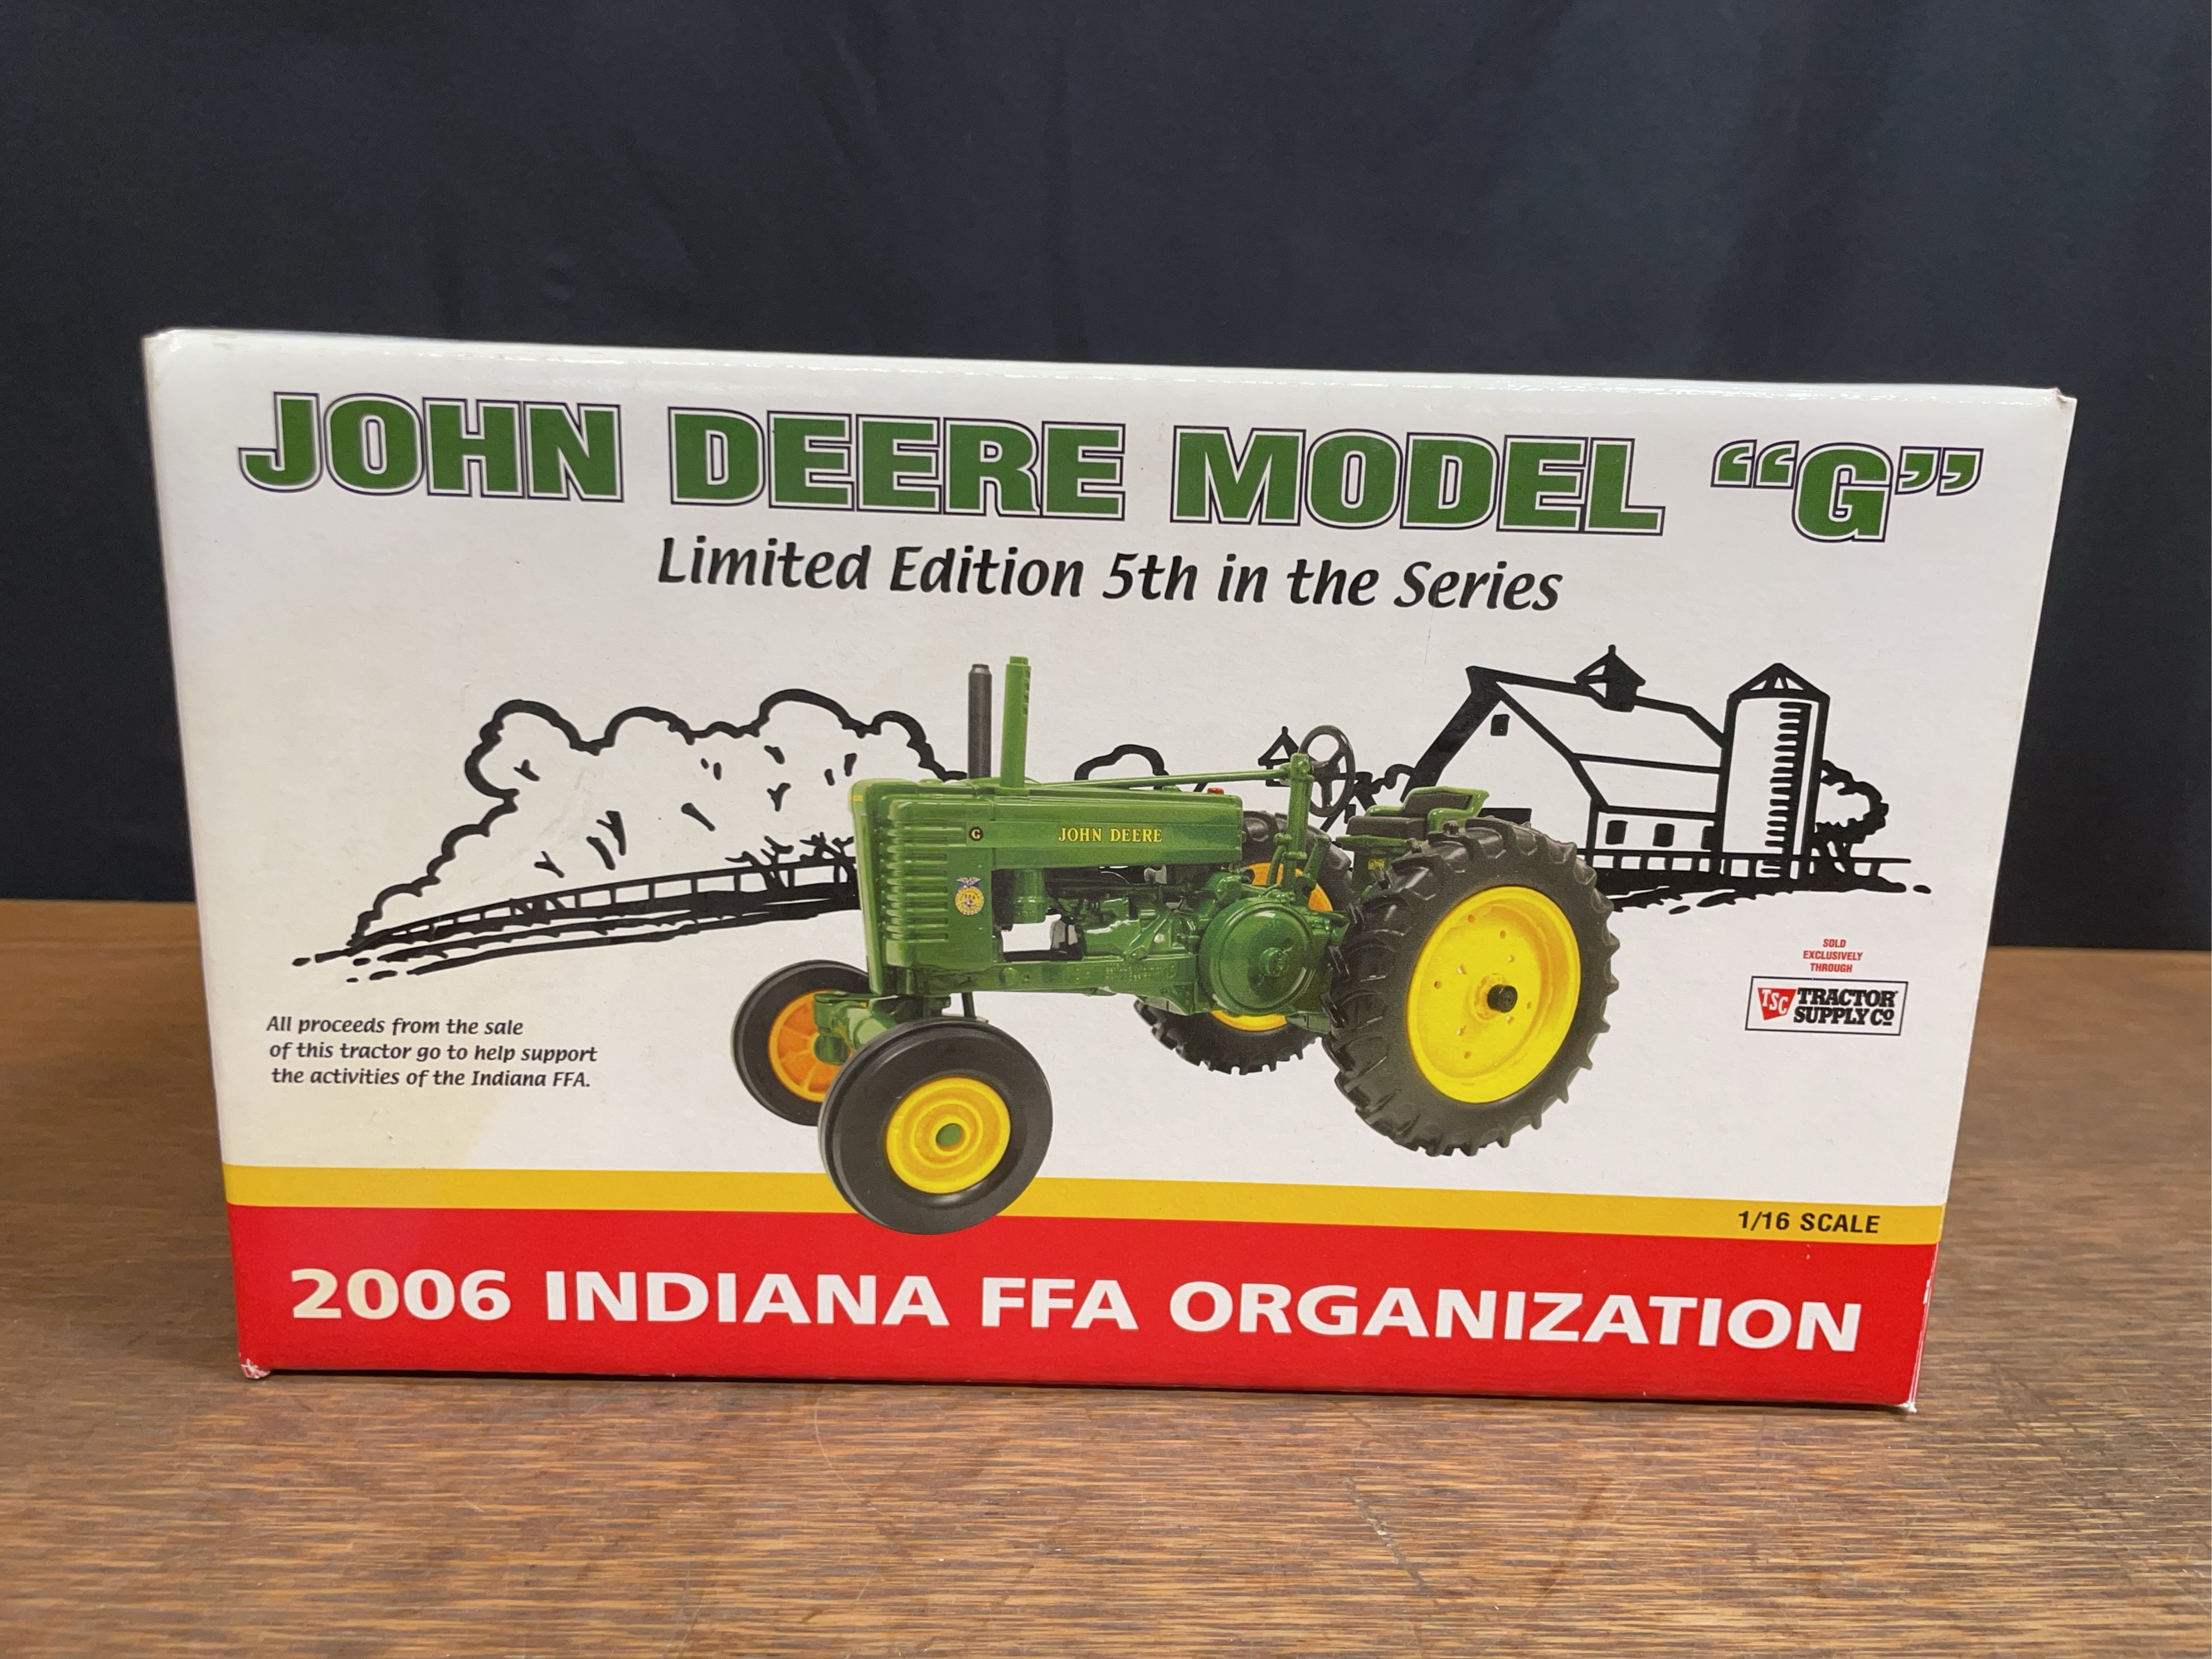 JOHN DEERE MODEL “G”
Limited Edition 5th in the Series
G
JOHN DEERE
All proceeds from the sale
of this tractor go to help support
the activities of the Indiana FFA.
SOLD
EXCLUSIVELY
THROUGH
TSC TRACTOR
SUPPLY CO
1/16 SCALE
2006 INDIANA FFA ORGANIZATION